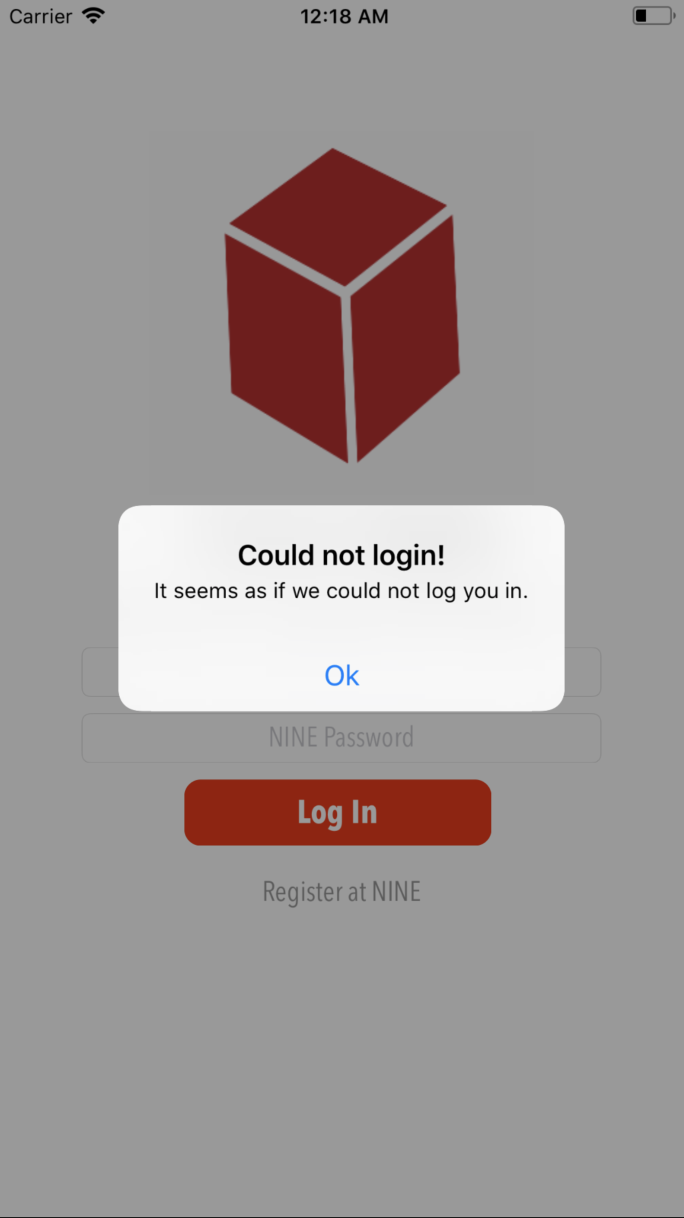 Carrier 12:18 AM
Could not login!
It seems as if we could not log you in.
Ok
NINE Password
Log In
Register at NINE